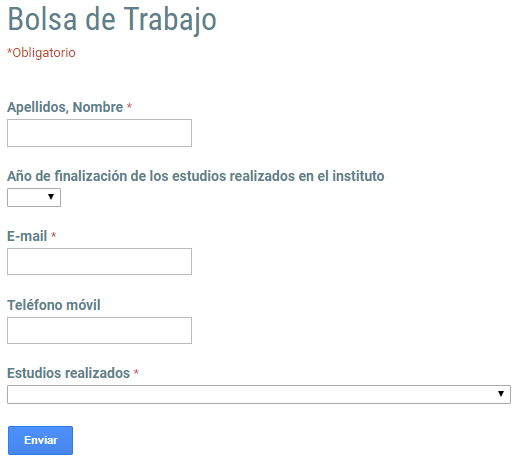 Bolsa de Trabajo
*Obligatorio
Apellidos, Nombre *
Año de finalización de los estudios realizados en el instituto
E-mail *
Teléfono móvil
Estudios realizados *
Enviar